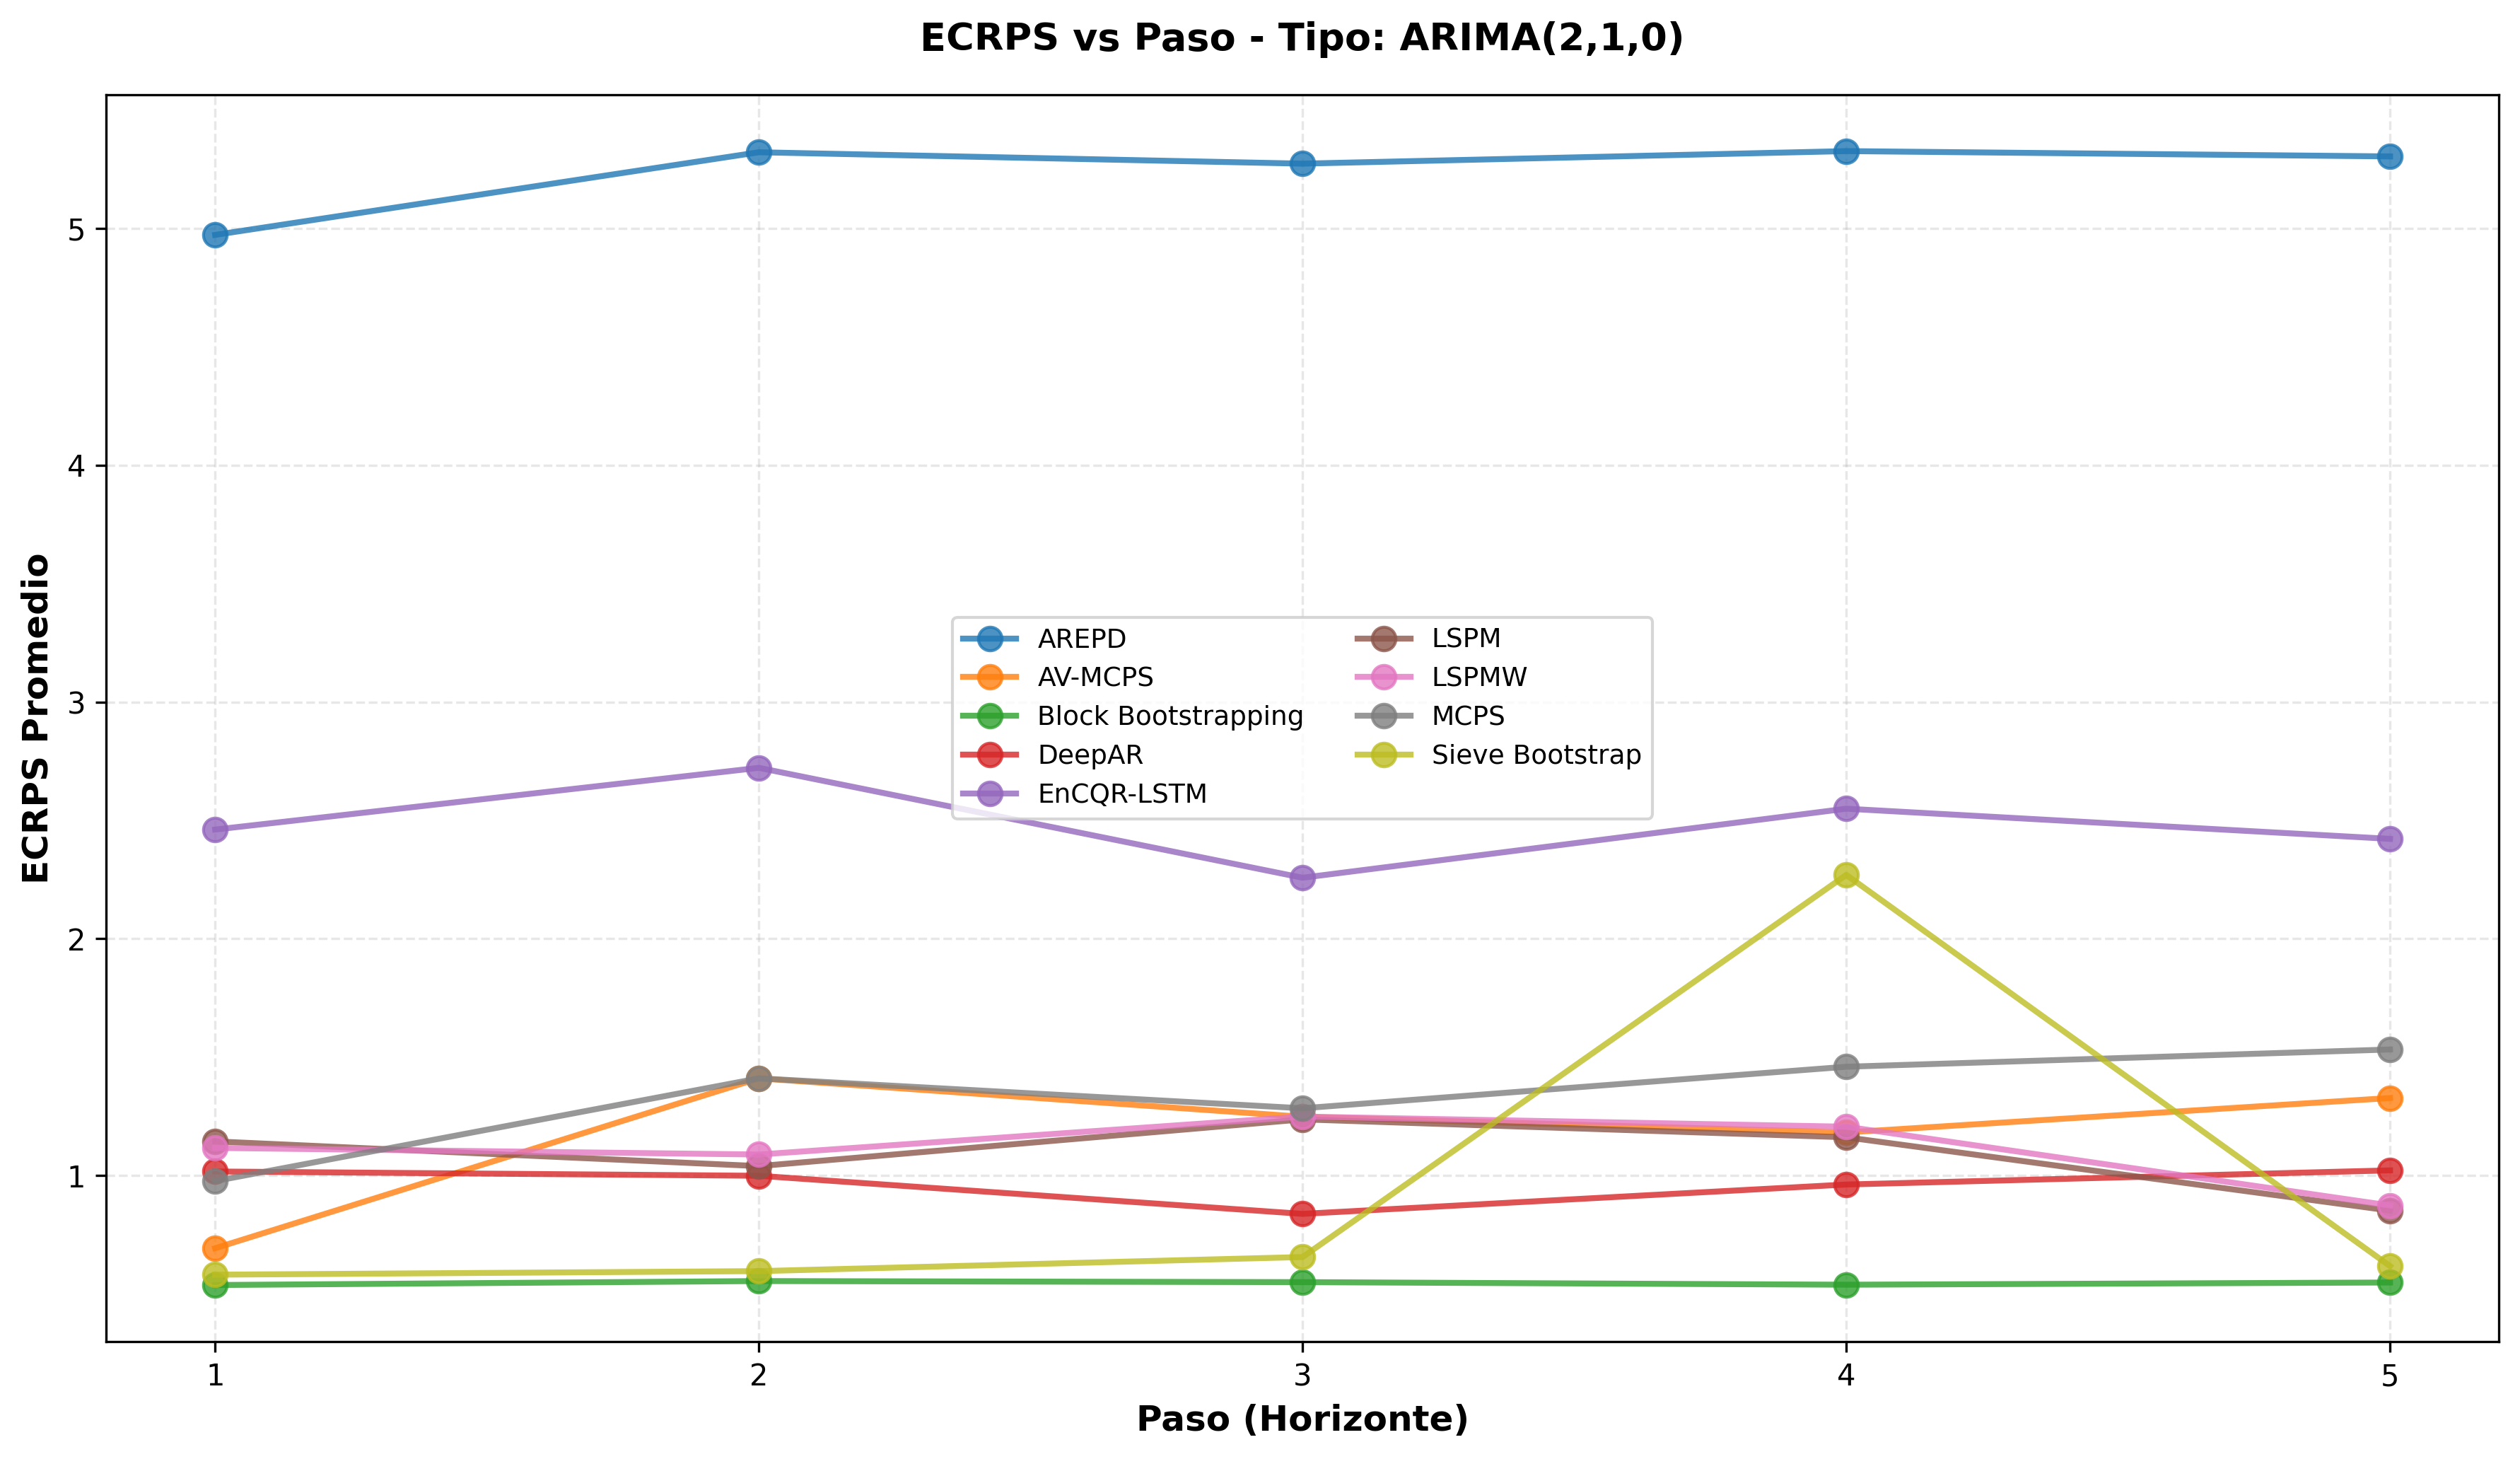 ECRPS vs Paso - Tipo: ARIMA(2,1,0)
ECRPS Promedio
5
4
3
2
1
AREPD
AV-MCPS
Block Bootstrapping
DeepAR
EnCQR-LSTM
LSPM
LSPMW
MCPS
Sieve Bootstrap
1 2 3 4 5
Paso (Horizonte)